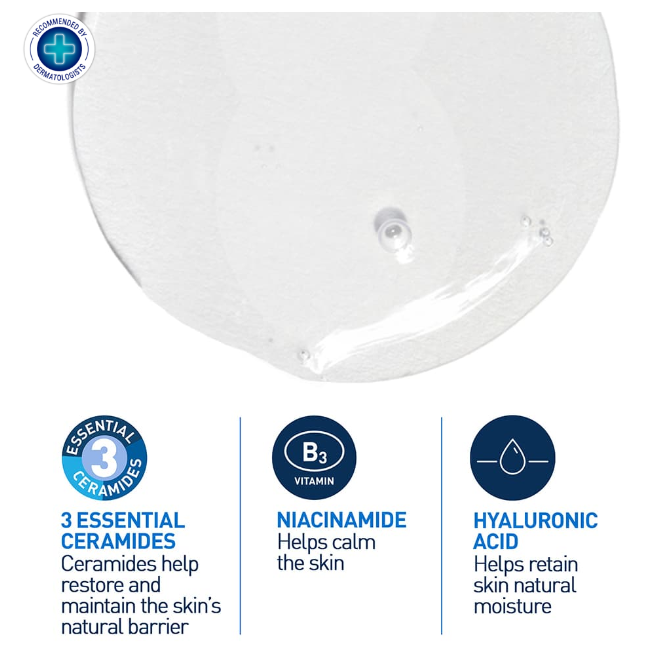 RECOMMENDED BY
DERMATOLOGISTS
ESSENTIAL
3
CERAMIDES
3 ESSENTIAL
CERAMIDES
Ceramides help
restore and
maintain the skin's
natural barrier
B3
VITAMIN
NIACINAMIDE
Helps calm
the skin
HYALURONIC
ACID
Helps retain
skin natural
moisture